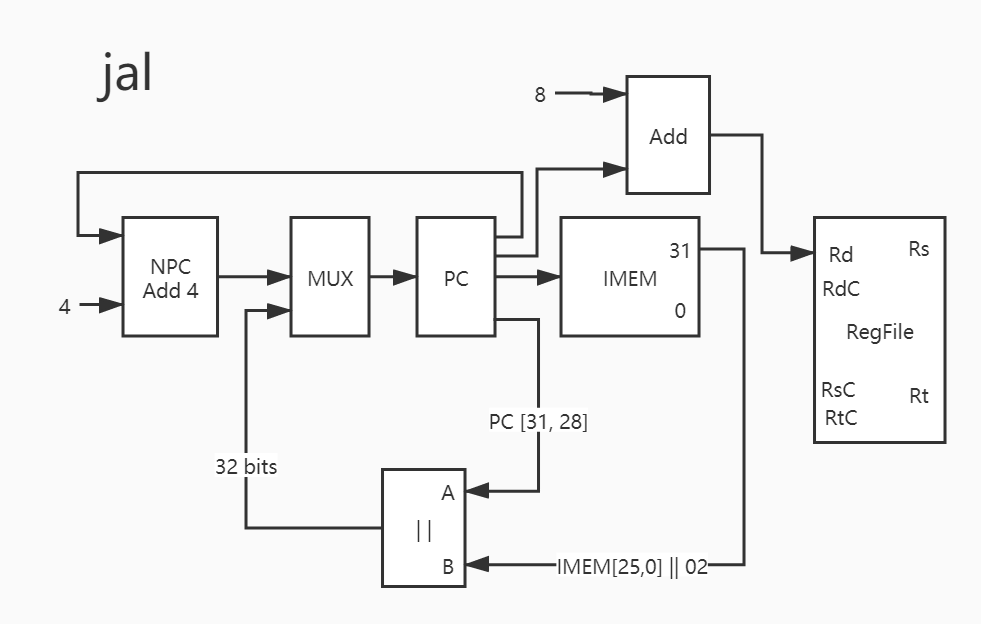 jal
8
Add
NPC
Add 4
4
MUX
PC
31
IMEM
0
Rd
Rs
RdC
RegFile
RsC
Rt
RtC
PC [31, 28]
32 bits
A
||
B
IMEM[25,0] || 02